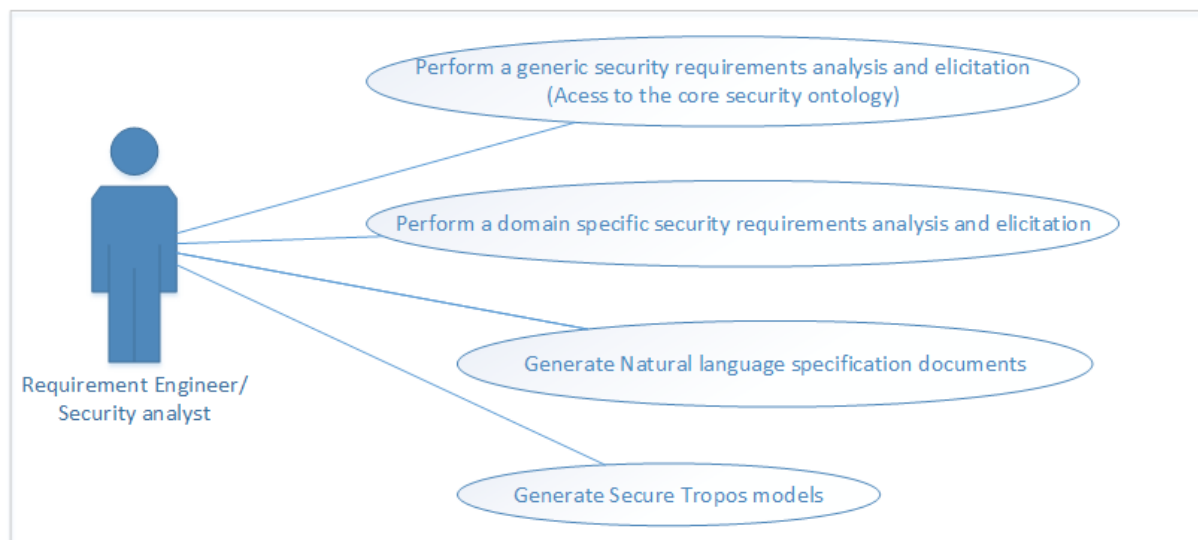 Perform a generic security requirements analysis and elicitation
(Acess to the core security ontology)
Perform a domain specific security requirements analysis and elicitation
Generate Natural language specification documents
Requirement Engineer/
Security analyst
Generate Secure Tropos models